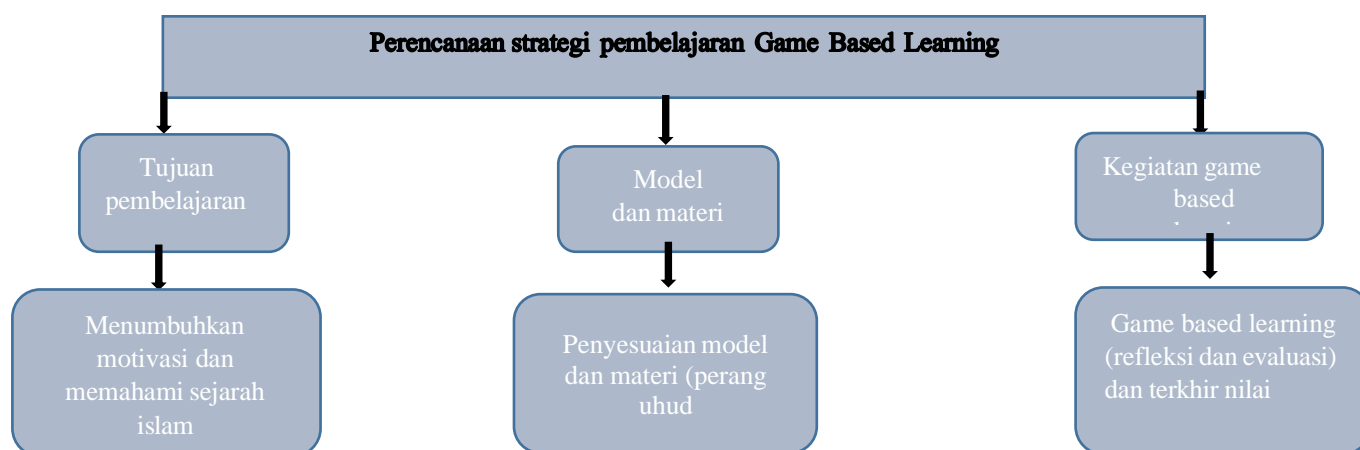 Perencanaan strategi pembelajaran Game Based Learning
Tujuan
pembelajaran
Model
dan materi
Kegiatan game
based
Menumbuhkan
motivasi dan
memahami sejarah
islam
Penyesuaian model
dan materi (perang
uhud
Game based learning
(refleksi dan evaluasi)
dan terkhir nilai